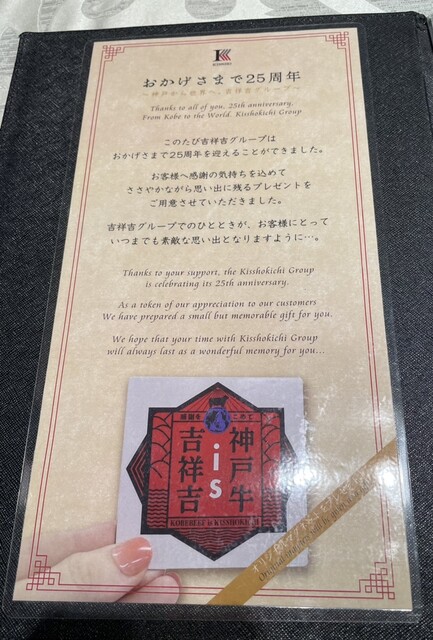 K
KISSHOKICHI
おかげさまで25周年
～神戸から世界へ、吉祥吉グループ～
Thanks to all of you, 25th anniversary,
From Kobe to the World. Kisshokichi Group
このたび吉祥吉グループは
おかげさまで25周年を迎えることができました。
お客様へ感謝の気持ちを込めて
ささやかながら思い出に残るプレゼントを
ご用意させていただきました。
吉祥吉グループでのひとときが、お客様にとって
いつまでも素敵な思い出となりますように…。
Thanks to your support, the Kisshokichi Group
is celebrating its 25th anniversary.
As a token of our appreciation to our customers
We have prepared a small but memorable gift for you.
We hope that your time with Kisshokichi Group
will always last as a wonderful memory for you...
感謝を こめて
神戸牛
is
吉祥吉
KOBEBEEF is KISSHOKICHI